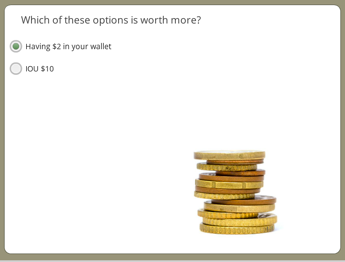 Which of these options is worth more?
Having $2 in your wallet
IOU $10